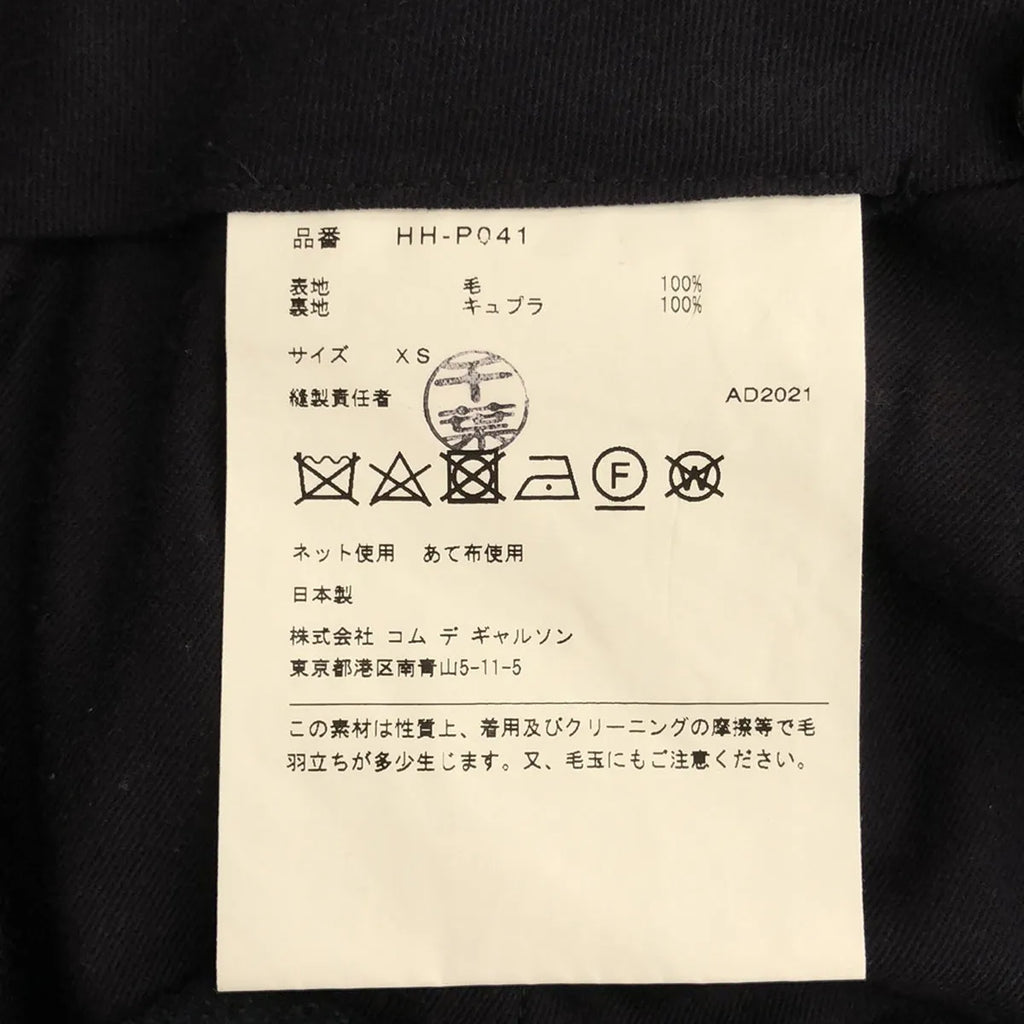 品番 HH-P041
表地 毛 100%
裏地 キュプラ 100%
サイズ XS
縫製責任者 千葉
AD2021
F W
ネット使用 あて布使用
日本製
株式会社 コム デ ギャルソン
東京都港区南青山5-11-5
この素材は性質上、着用及びクリーニングの摩擦等で毛
羽立ちが多少生じます。又、毛玉にもご注意ください。